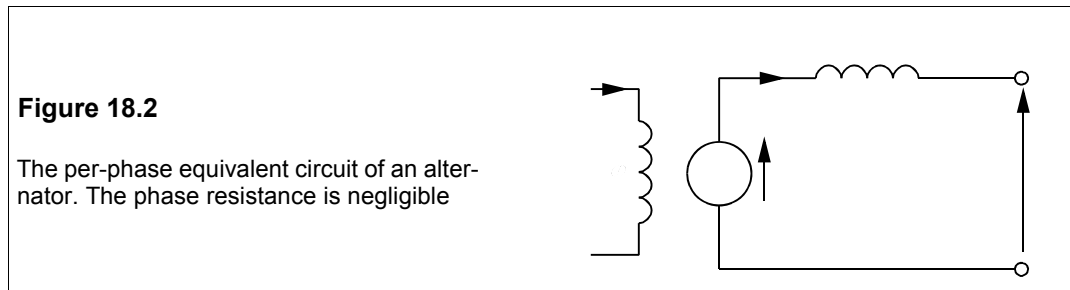 Figure 18.2
The per-phase equivalent circuit of an alter-
nator. The phase resistance is negligible